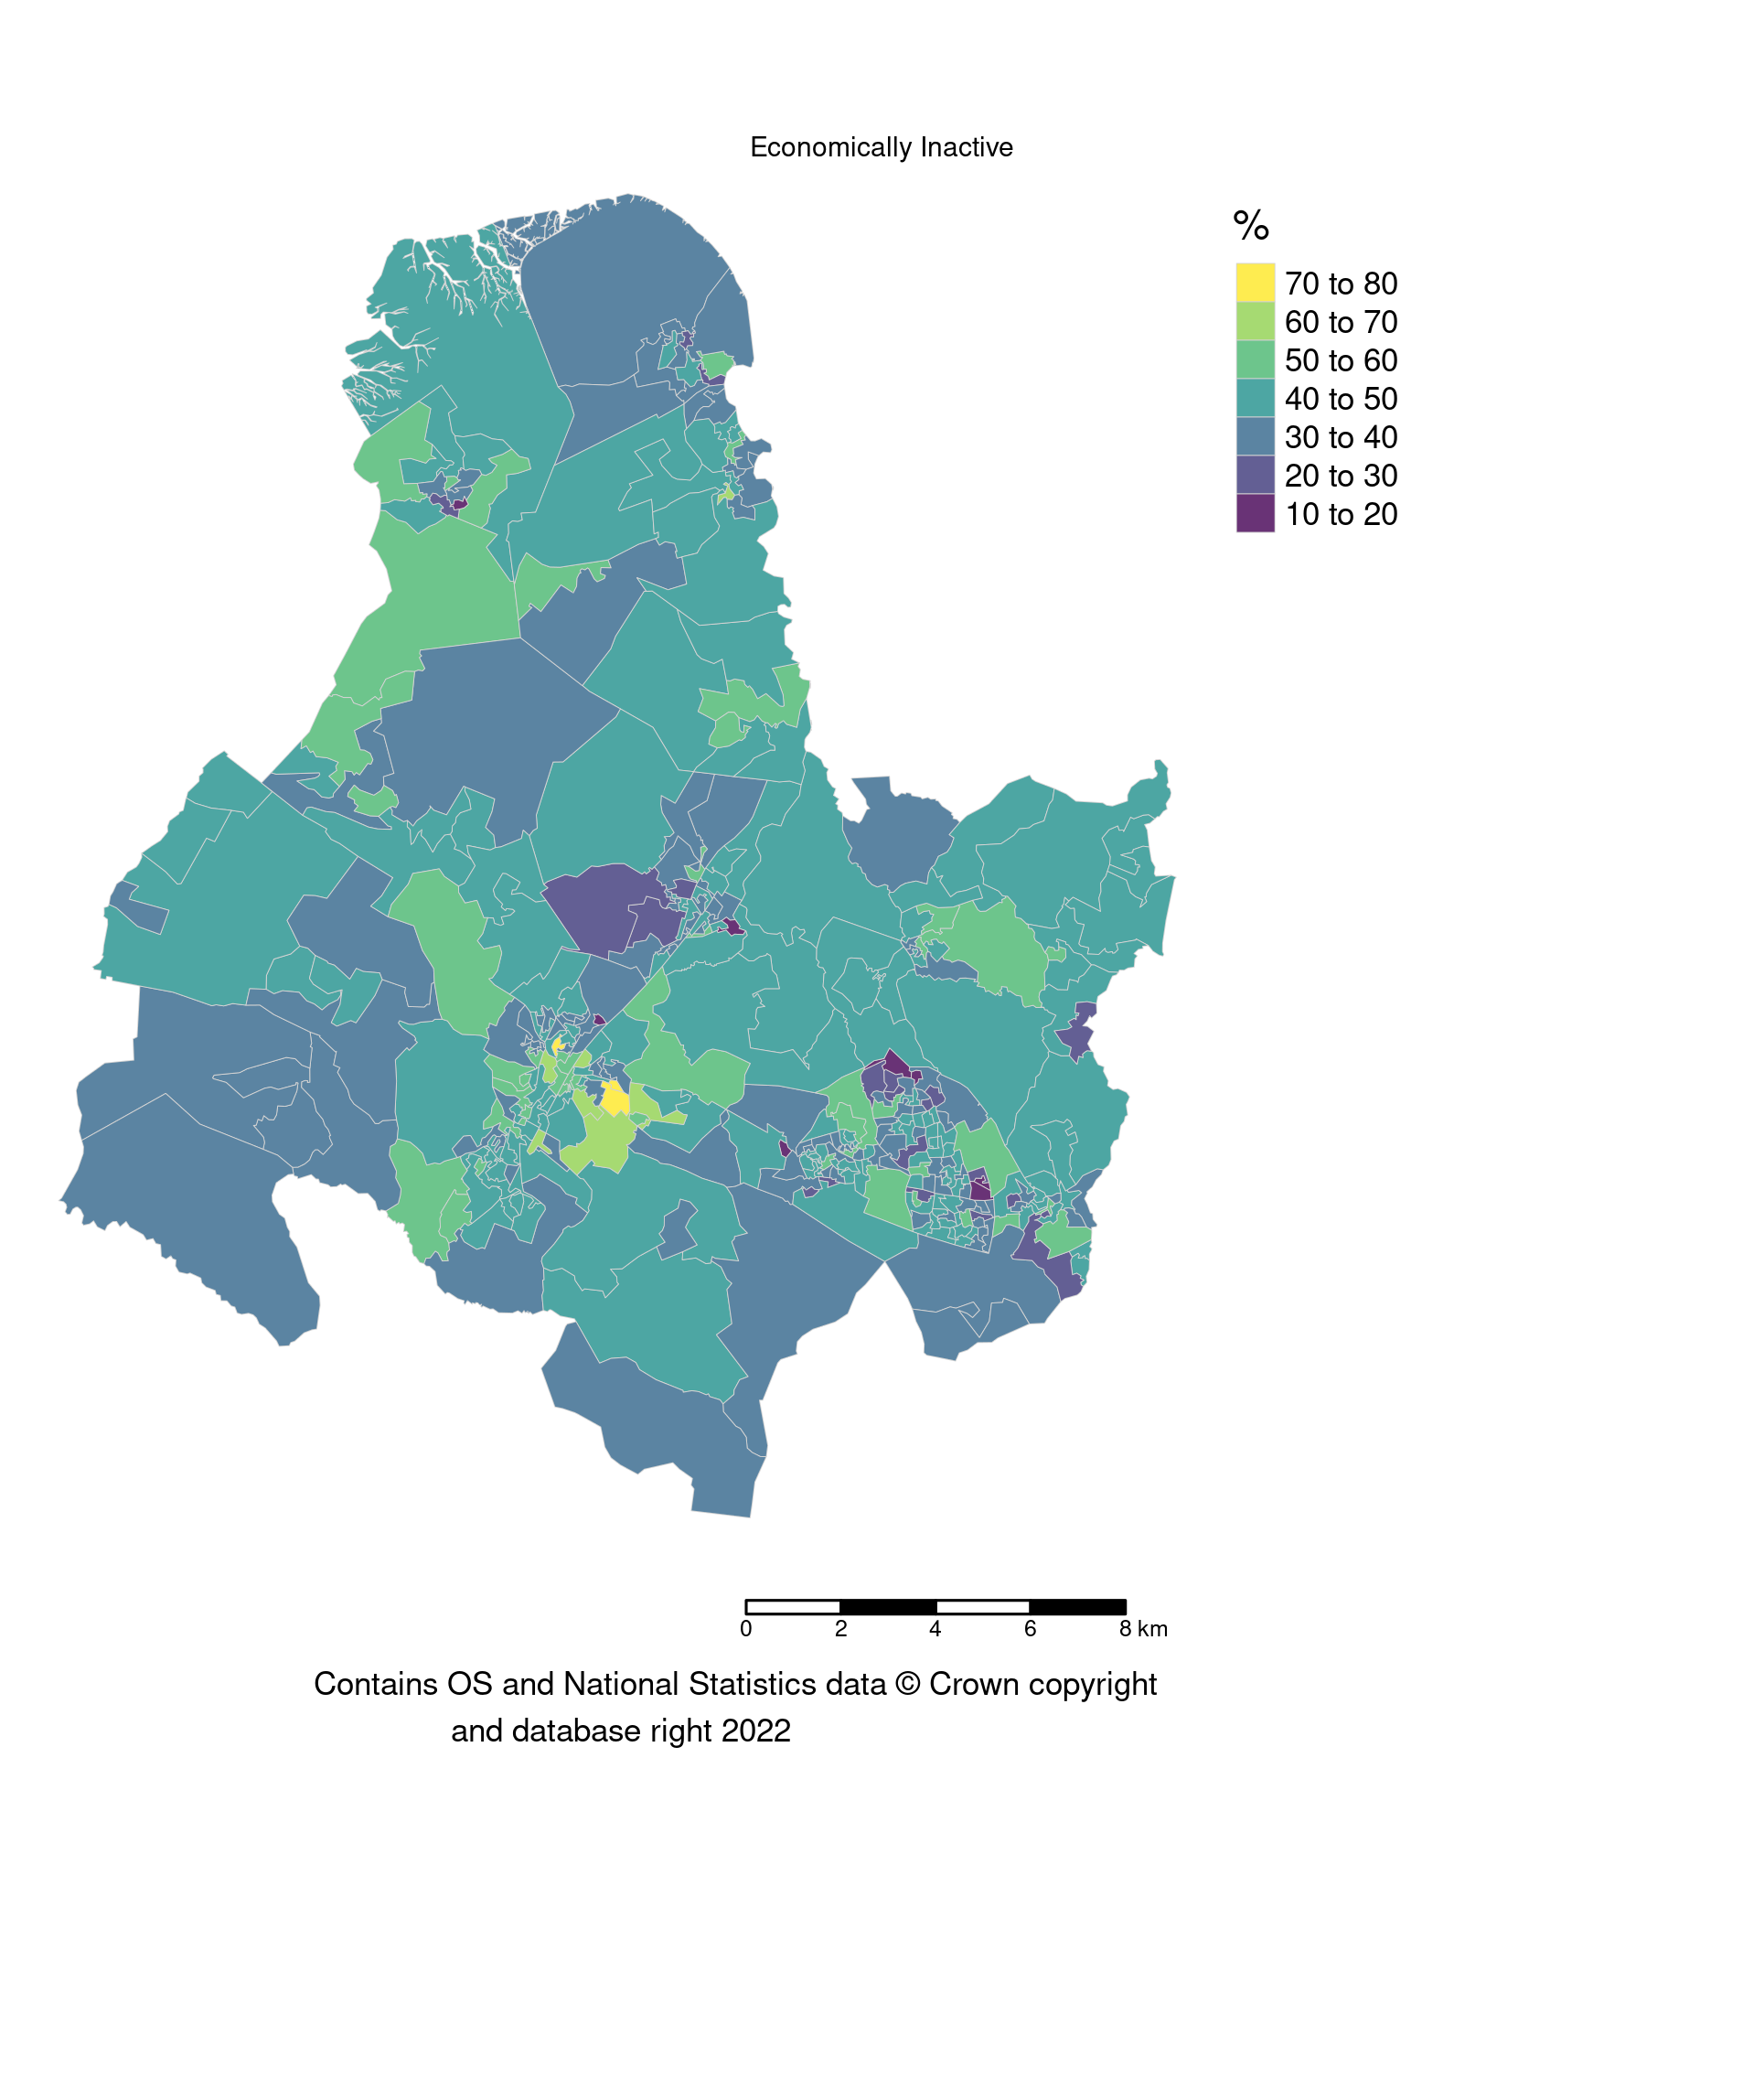 Economically Inactive
%
70 to 80
60 to 70
50 to 60
40 to 50
30 to 40
20 to 30
10 to 20
0 2 4 6 8 km
Contains OS and National Statistics data © Crown copyright
and database right 2022